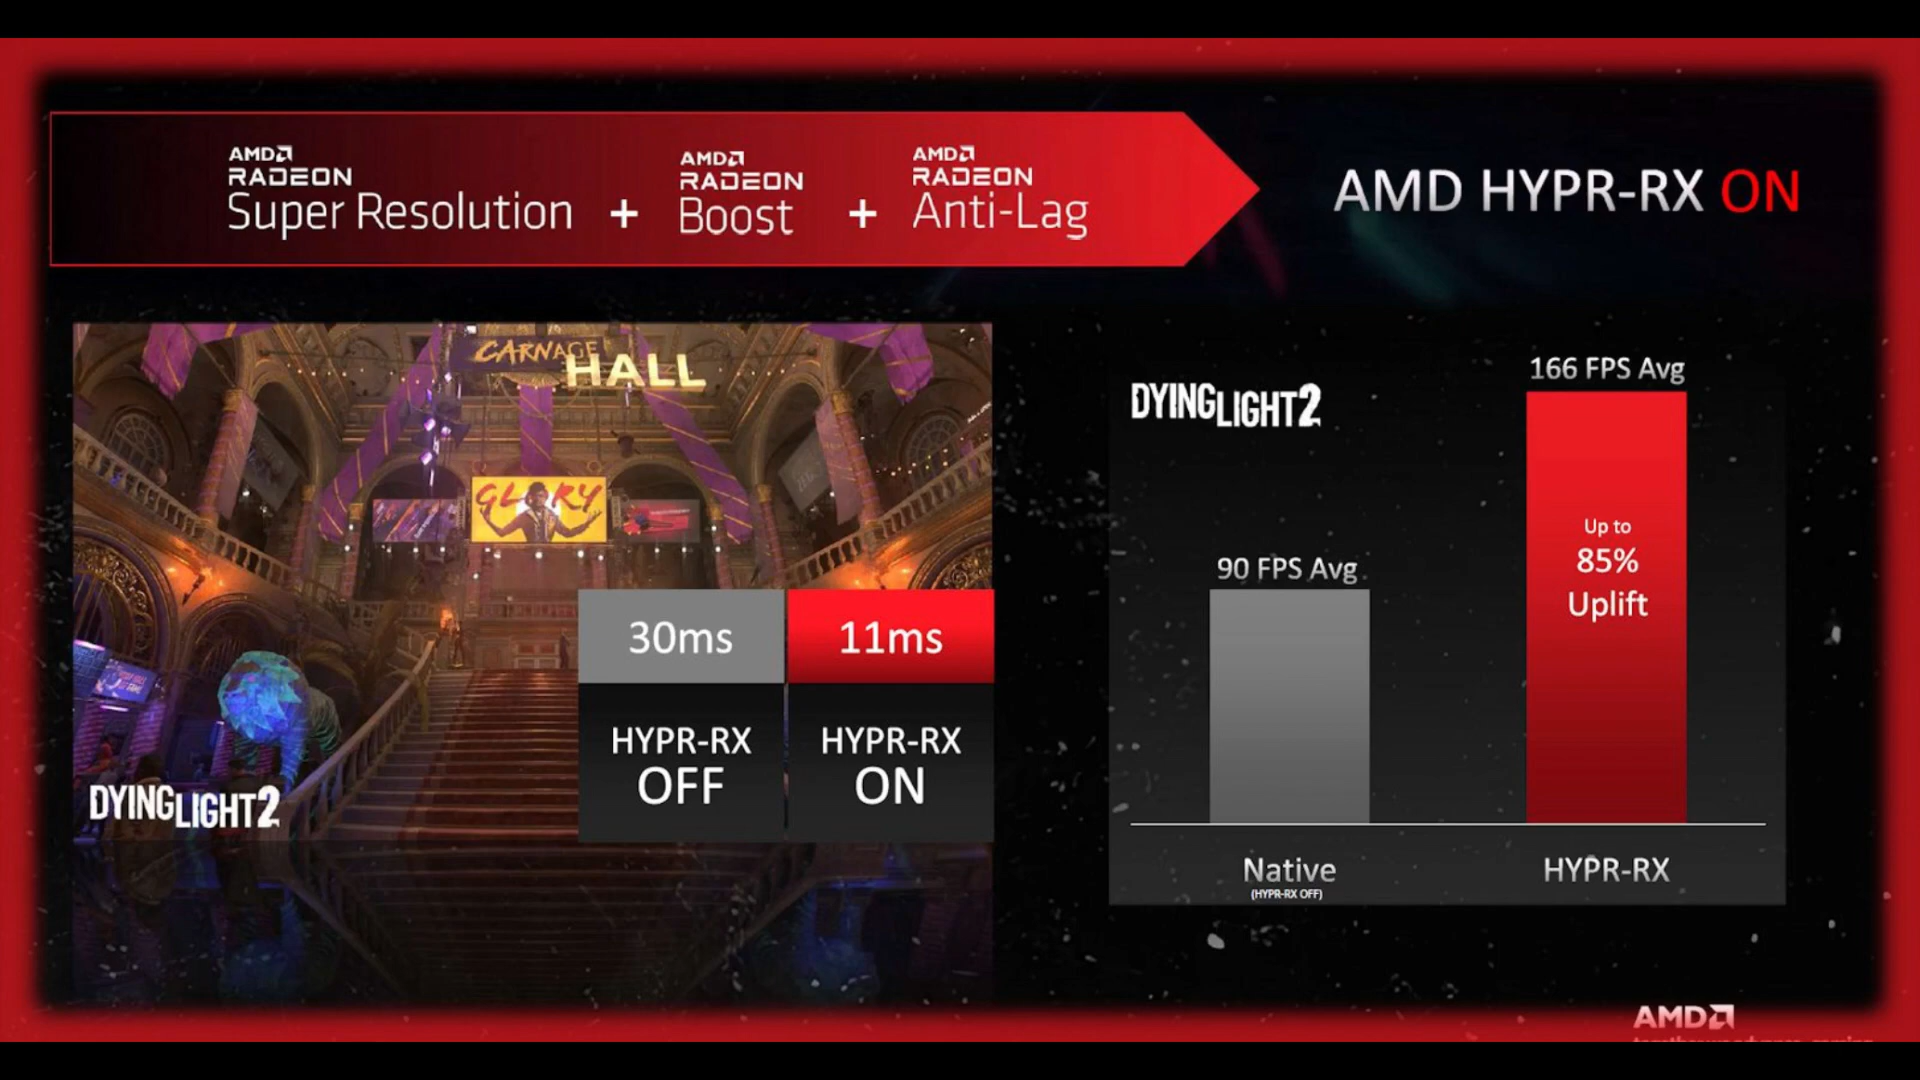 AMD
RADEON
Super Resolution
+
AMD
RADEON
Boost
+
AMD
RADEON
Anti-Lag
AMD HYPR-RX ON
CARNAGE
HALL
GLORY
30ms
11ms
HYPR-RX
OFF
HYPR-RX
ON
DYING LIGHT 2
DYING LIGHT 2
90 FPS Avg
166 FPS Avg
Up to
85%
Uplift
Native
(HYPR-RX OFF)
HYPR-RX
AMD